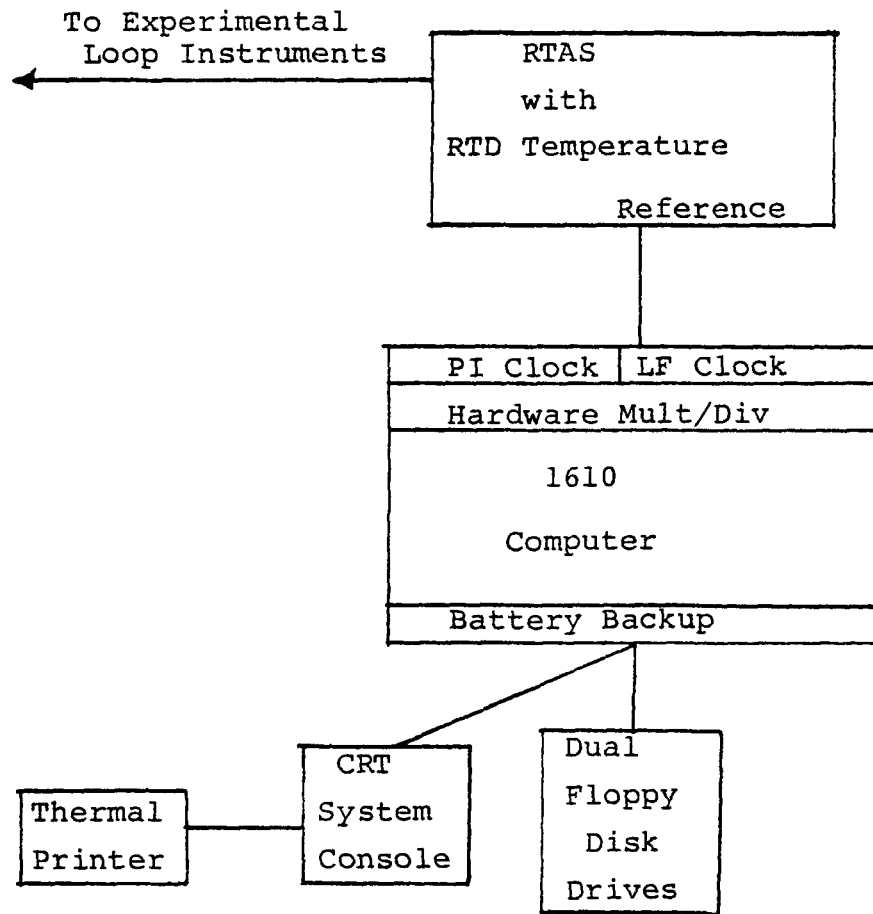 To Experimental
Loop Instruments
RTAS
with
RTD Temperature
Reference
PI Clock
LF Clock
Hardware Mult/Div
1610
Computer
Battery Backup
CRT
System
Console
Thermal
Printer
Dual
Floppy
Disk
Drives